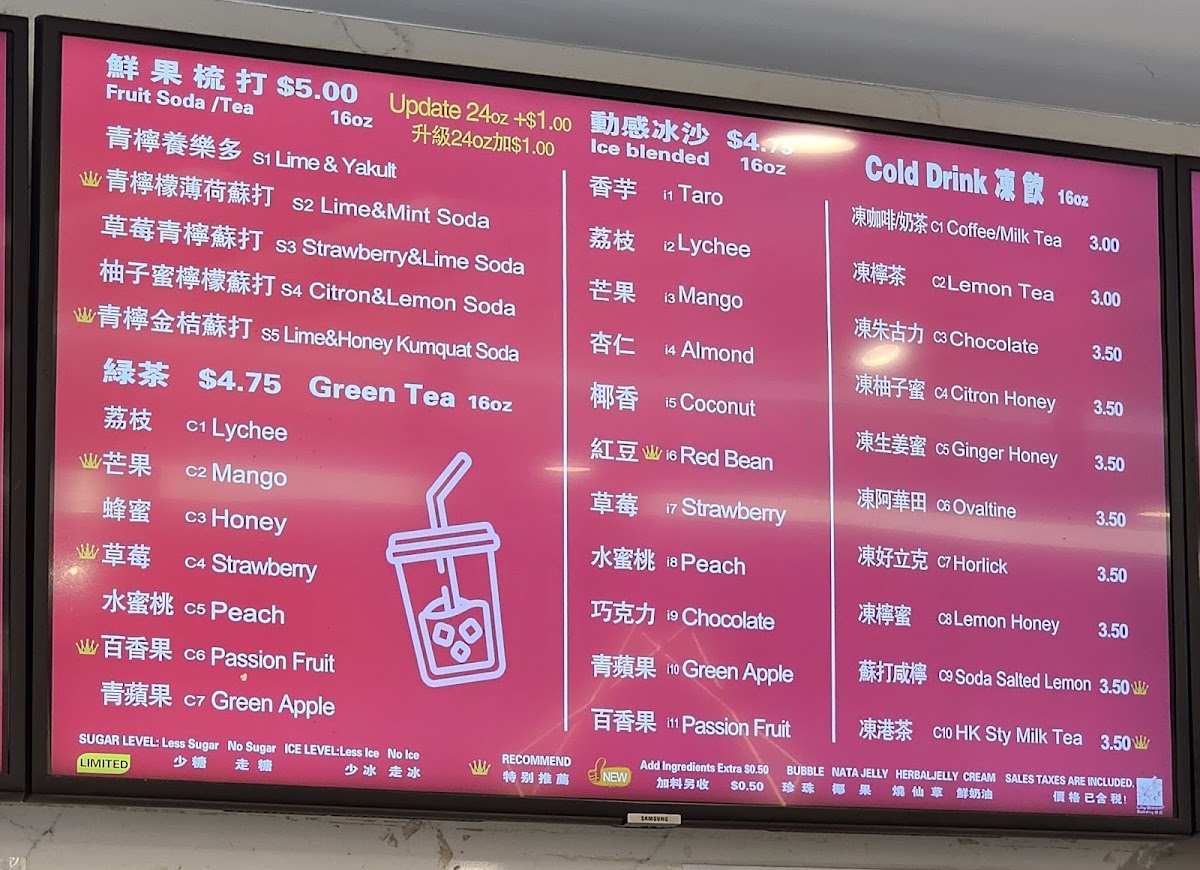 鮮果梳打 $5.00
Fruit Soda /Tea 16oz
Update 24oz +$1.00
升級24oz加$1.00
青檸養樂多 S1 Lime & Yakult
青檸檬薄荷蘇打 S2 Lime&Mint Soda
草莓青檸蘇打 S3 Strawberry&Lime Soda
柚子蜜檸檬蘇打 S4 Citron&Lemon Soda
青檸金桔蘇打 S5 Lime&Honey Kumquat Soda
緑茶 $4.75 Green Tea 16oz
荔枝 C1 Lychee
芒果 C2 Mango
蜂蜜 C3 Honey
草莓 C4 Strawberry
水蜜桃 C5 Peach
百香果 C6 Passion Fruit
青蘋果 C7 Green Apple
SUGAR LEVEL: Less Sugar No Sugar ICE LEVEL:Less Ice No Ice
LIMITED 少糖 走糖 少冰 走冰
RECOMMEND
特别推薦
動感冰沙 $4.75
Ice blended 16oz
香芋 i1 Taro
荔枝 i2 Lychee
芒果 i3 Mango
杏仁 i4 Almond
椰香 i5 Coconut
紅豆 i6 Red Bean
草莓 i7 Strawberry
水蜜桃 i8 Peach
巧克力 i9 Chocolate
青蘋果 i10 Green Apple
百香果 i11 Passion Fruit
Cold Drink 凍飲 16oz
凍咖啡/奶茶 C1 Coffee/Milk Tea 3.00
凍檸茶 C2 Lemon Tea 3.00
凍朱古力 C3 Chocolate 3.50
凍柚子蜜 C4 Citron Honey 3.50
凍生姜蜜 C5 Ginger Honey 3.50
凍阿華田 C6 Ovaltine 3.50
凍好立克 C7 Horlick 3.50
凍檸蜜 C8 Lemon Honey 3.50
蘇打咸檸 C9 Soda Salted Lemon 3.50
凍港茶 C10 HK Sty Milk Tea 3.50
NEW
Add Ingredients Extra $0.50 BUBBLE NATA JELLY HERBALJELLY CREAM SALES TAXES ARE INCLUDED.
加料另收 $0.50 珍珠 椰果 燒仙草 鮮奶油 價格已含税!
SAMSUNG